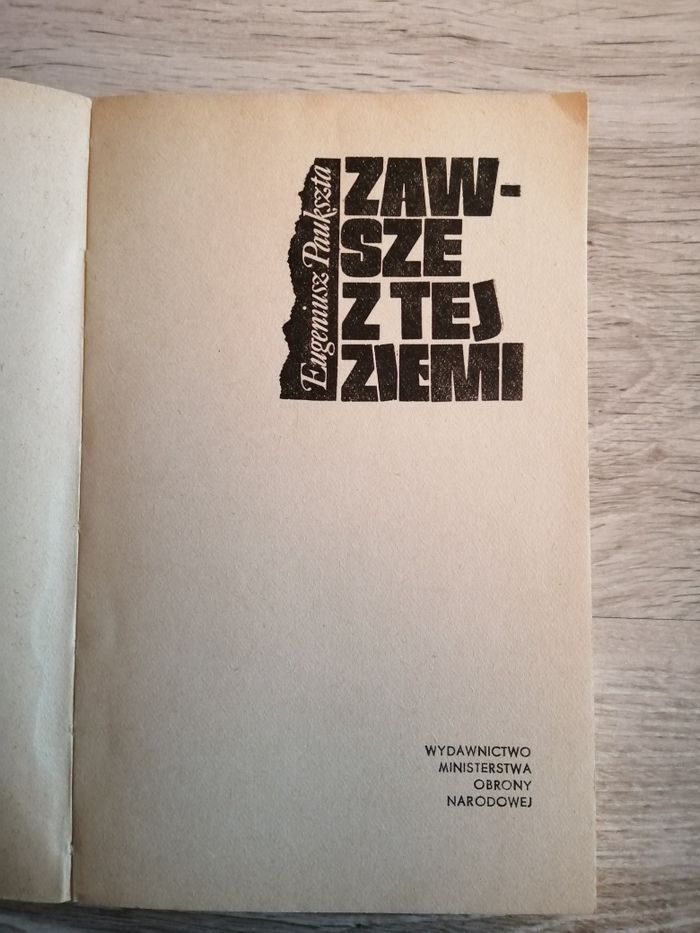 Eugeniusz Paukszta
ZAW-
SZE
Z TEJ
ZIEMI
WYDAWNICTWO
MINISTERSTWA
OBRONY
NARODOWEJ